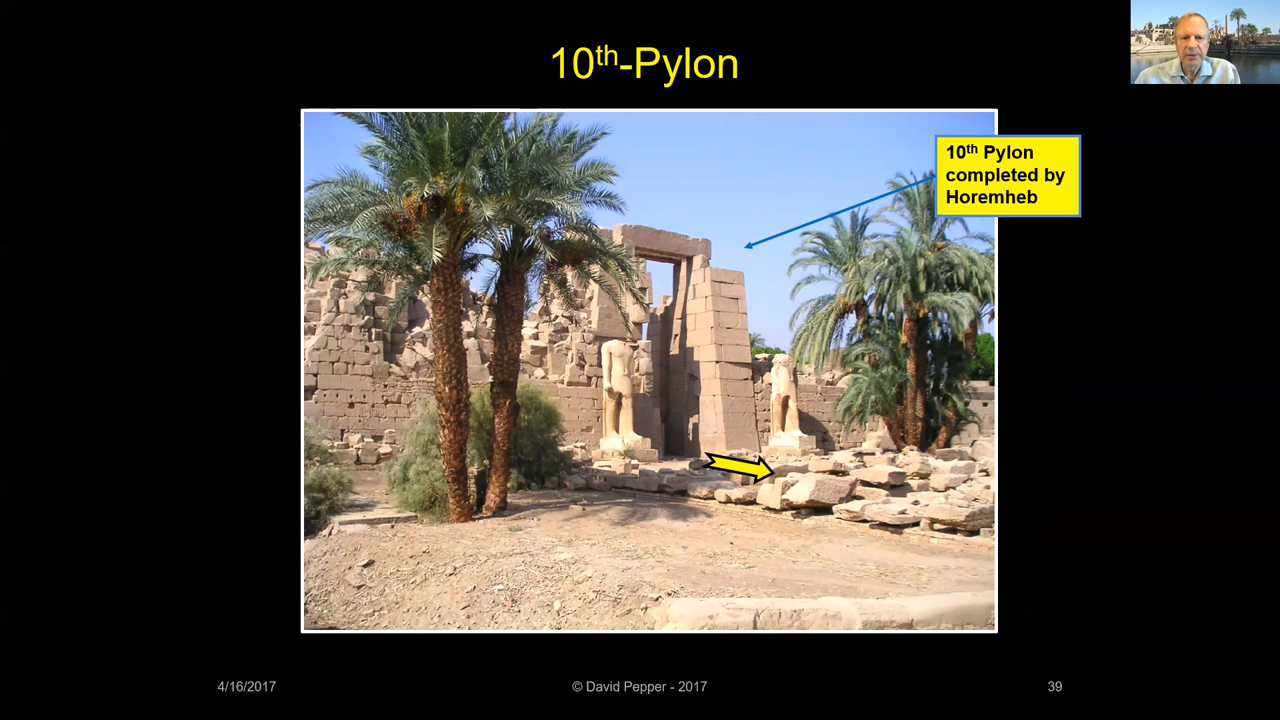 10th-Pylon
10th Pylon
completed by
Horemheb
4/16/2017
© David Pepper - 2017
39